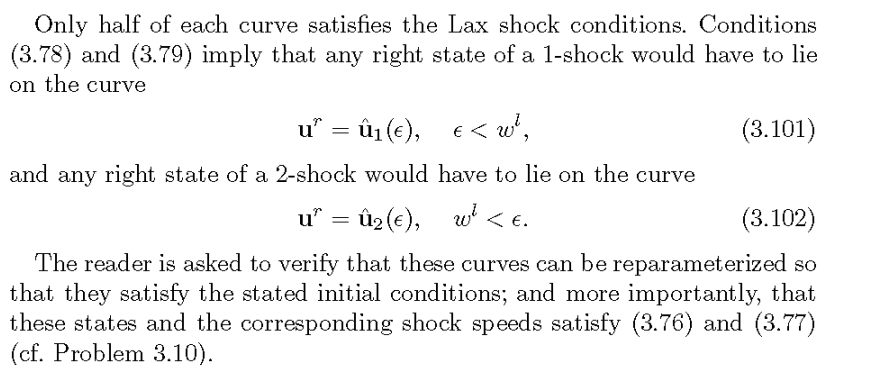 Only half of each curve satisfies the Lax shock conditions. Conditions
(3.78) and (3.79) imply that any right state of a 1-shock would have to lie
on the curve
u^r = û₁(ϵ), ϵ < w^l, (3.101)
and any right state of a 2-shock would have to lie on the curve
u^r = û₂(ϵ), w^l < ϵ. (3.102)
The reader is asked to verify that these curves can be reparameterized so
that they satisfy the stated initial conditions; and more importantly, that
these states and the corresponding shock speeds satisfy (3.76) and (3.77)
(cf. Problem 3.10).